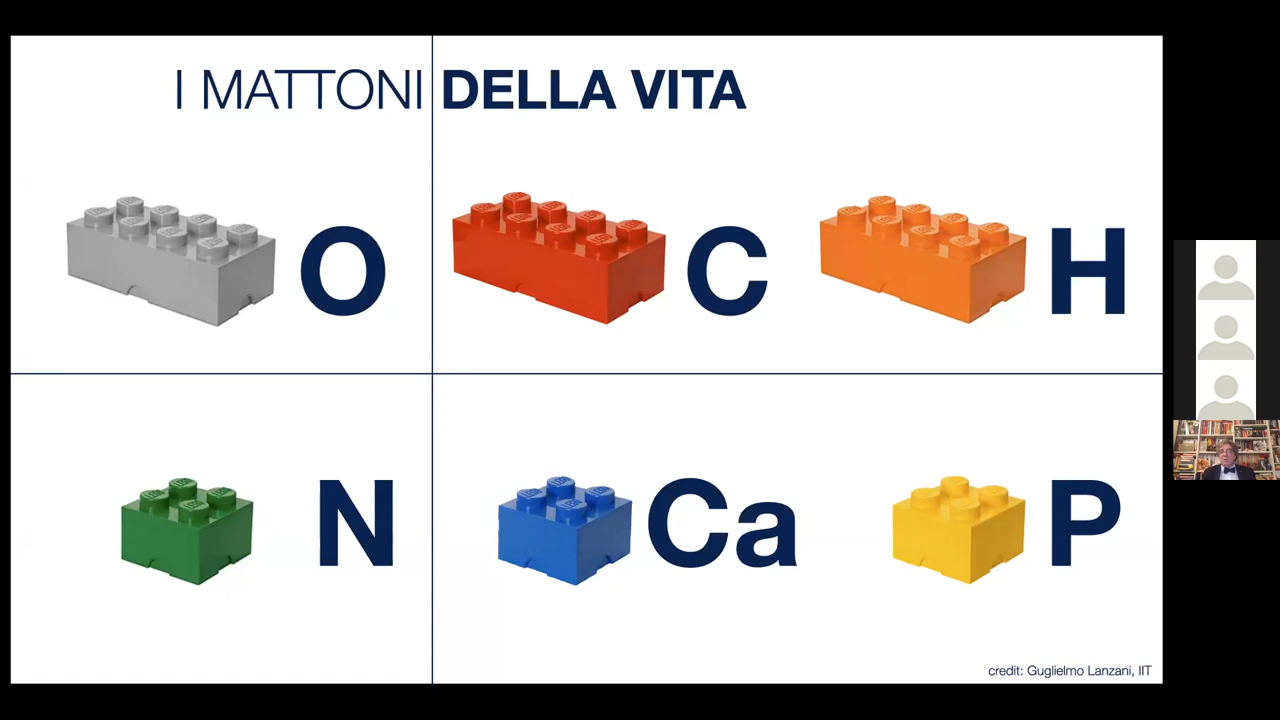 I MATTONI DELLA VITA
O
C
H
N
Ca
P
credit: Guglielmo Lanzani, IIT